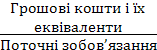 Грошові кошти і їх
еквіваленти
Поточні зобов’язання